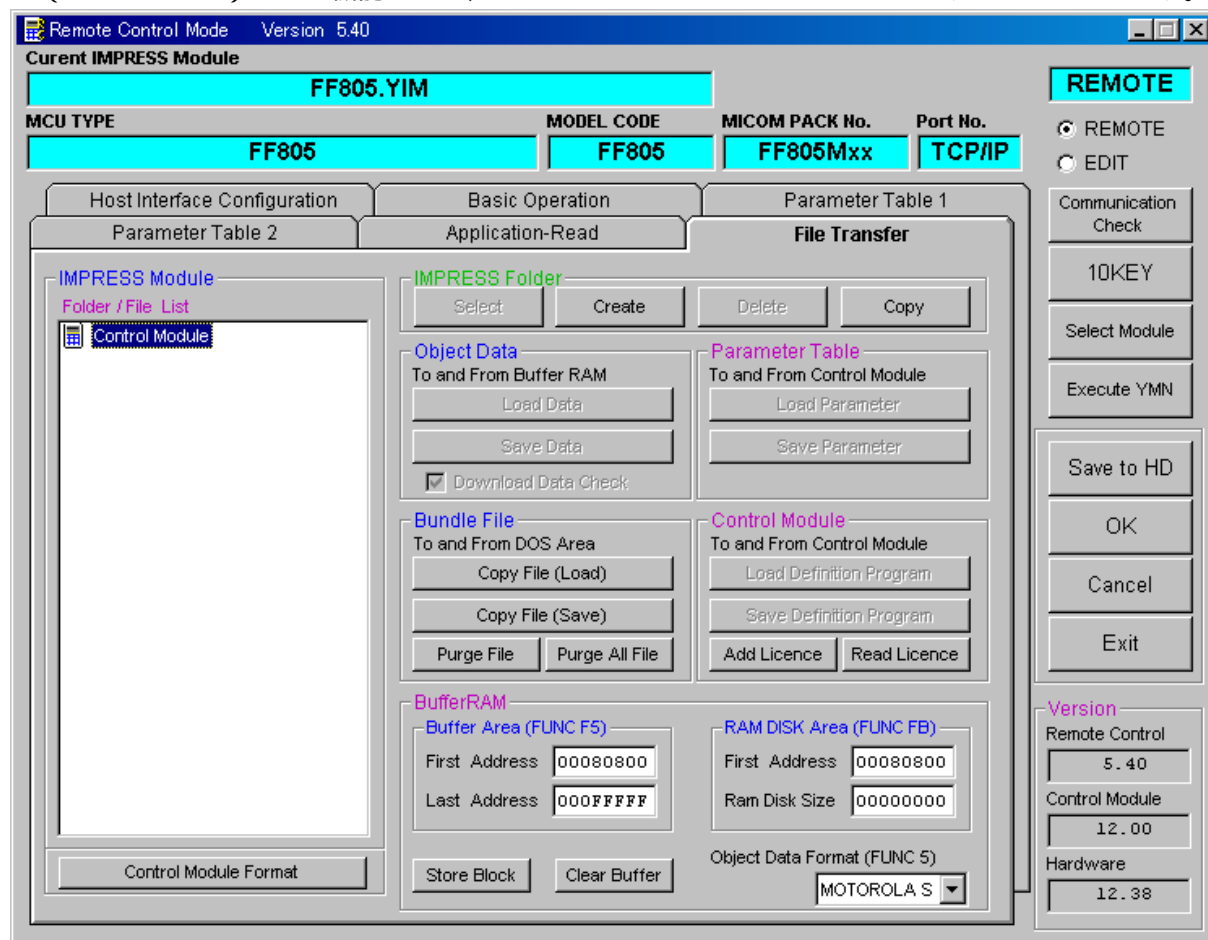 Remote Control Mode Version 5.40
Curent IMPRESS Module
FF805.YIM
REMOTE
MCU TYPE MODEL CODE MICOM PACK No. Port No.
FF805 FF805 FF805Mxx TCP/IP
REMOTE
EDIT
Host Interface Configuration Basic Operation Parameter Table 1
Parameter Table 2 Application-Read File Transfer
Communication
Check
10KEY
Select Module
Execute YMN
Save to HD
OK
Cancel
Exit
IMPRESS Module
Folder / File List
Control Module
Control Module Format
IMPRESS Folder
Select Create Delete Copy
Object Data
To and From Buffer RAM
Load Data
Save Data
Download Data Check
Parameter Table
To and From Control Module
Load Parameter
Save Parameter
Bundle File
To and From DOS Area
Copy File (Load)
Copy File (Save)
Purge File Purge All File
Control Module
To and From Control Module
Load Definition Program
Save Definition Program
Add Licence Read Licence
BufferRAM
Buffer Area (FUNC F5)
First Address 00080800
Last Address 000FFFFF
RAM DISK Area (FUNC FB)
First Address 00080800
Ram Disk Size 00000000
Store Block Clear Buffer
Object Data Format (FUNC 5)
MOTOROLA S
Version
Remote Control
5.40
Control Module
12.00
Hardware
12.38